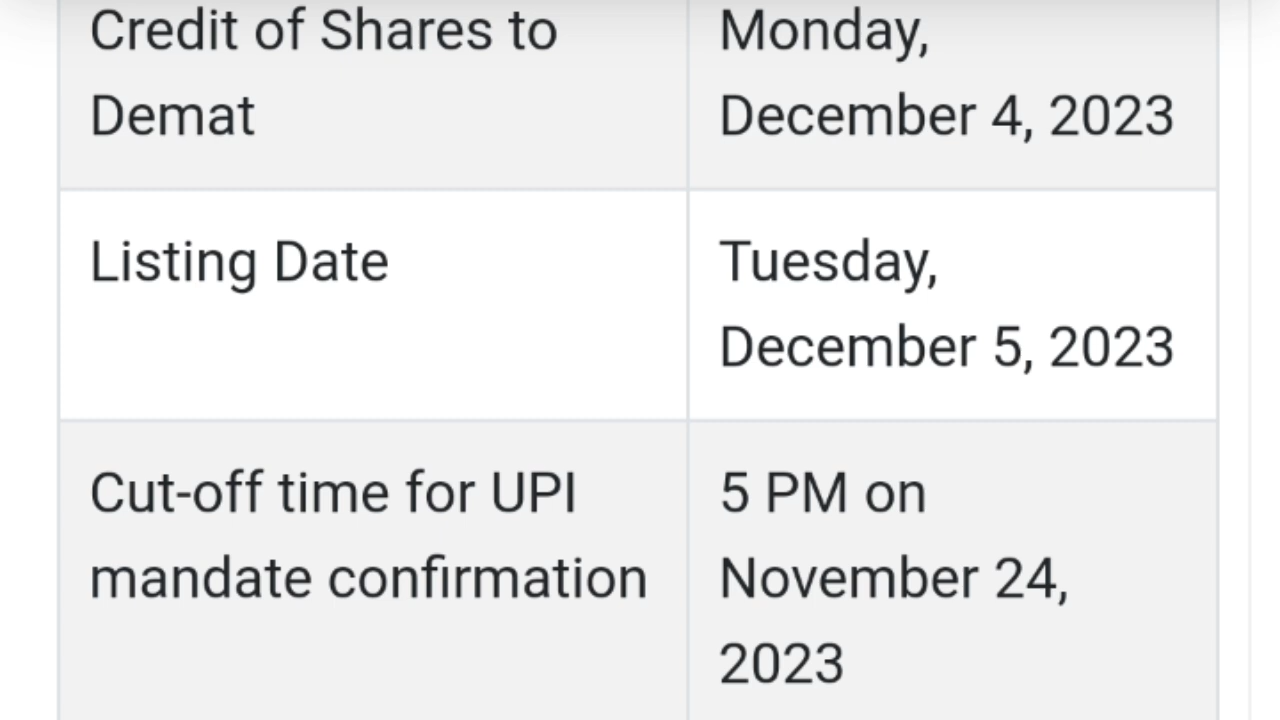 Credit of Shares to Demat
Monday, December 4, 2023
Listing Date
Tuesday, December 5, 2023
Cut-off time for UPI mandate confirmation
5 PM on November 24, 2023